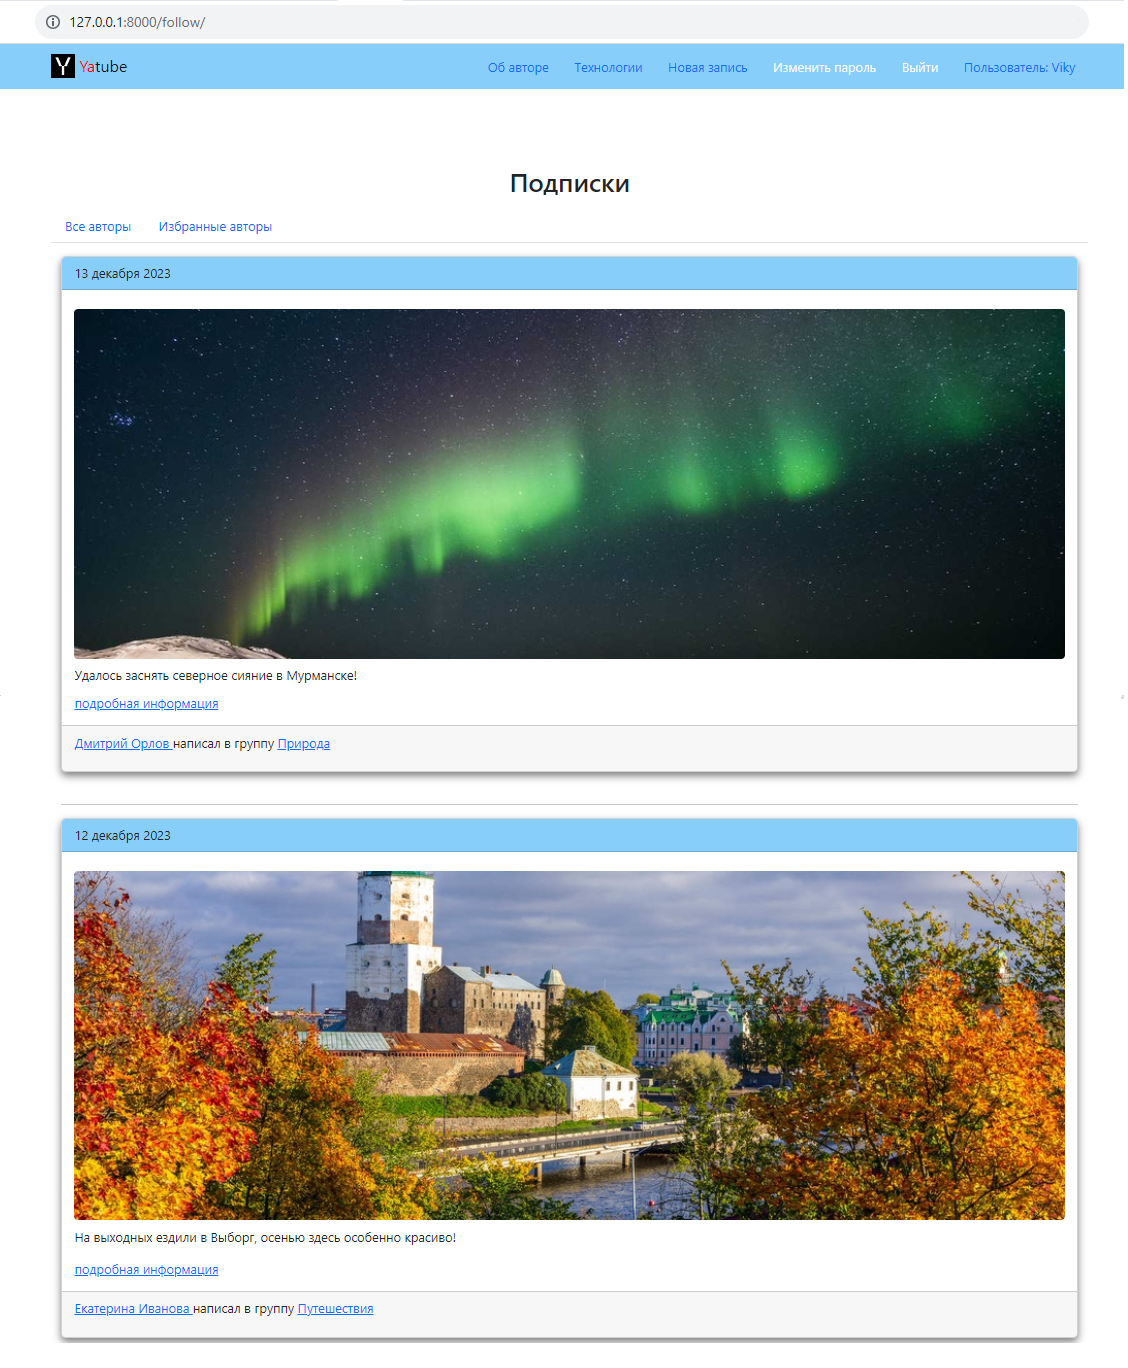 127.0.0.1:8000/follow/
Y Yatube Об авторе Технологии Новая запись Изменить пароль Выйти Пользователь: Viky
Подписки
Все авторы Избранные авторы
13 декабря 2023
Удалось заснять северное сияние в Мурманске!
подробная информация
Дмитрий Орлов написал в группу Природа
12 декабря 2023
На выходных ездили в Выборг, осенью здесь особенно красиво!
подробная информация
Екатерина Иванова написал в группу Путешествия